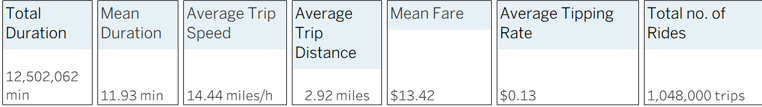 Total
Duration
12,502,062
min
Mean
Duration
11.93 min
Average Trip
Speed
14.44 miles/h
Average
Trip
Distance
2.92 miles
Mean Fare
$13.42
Average Tipping
Rate
$0.13
Total no. of
Rides
1,048,000 trips